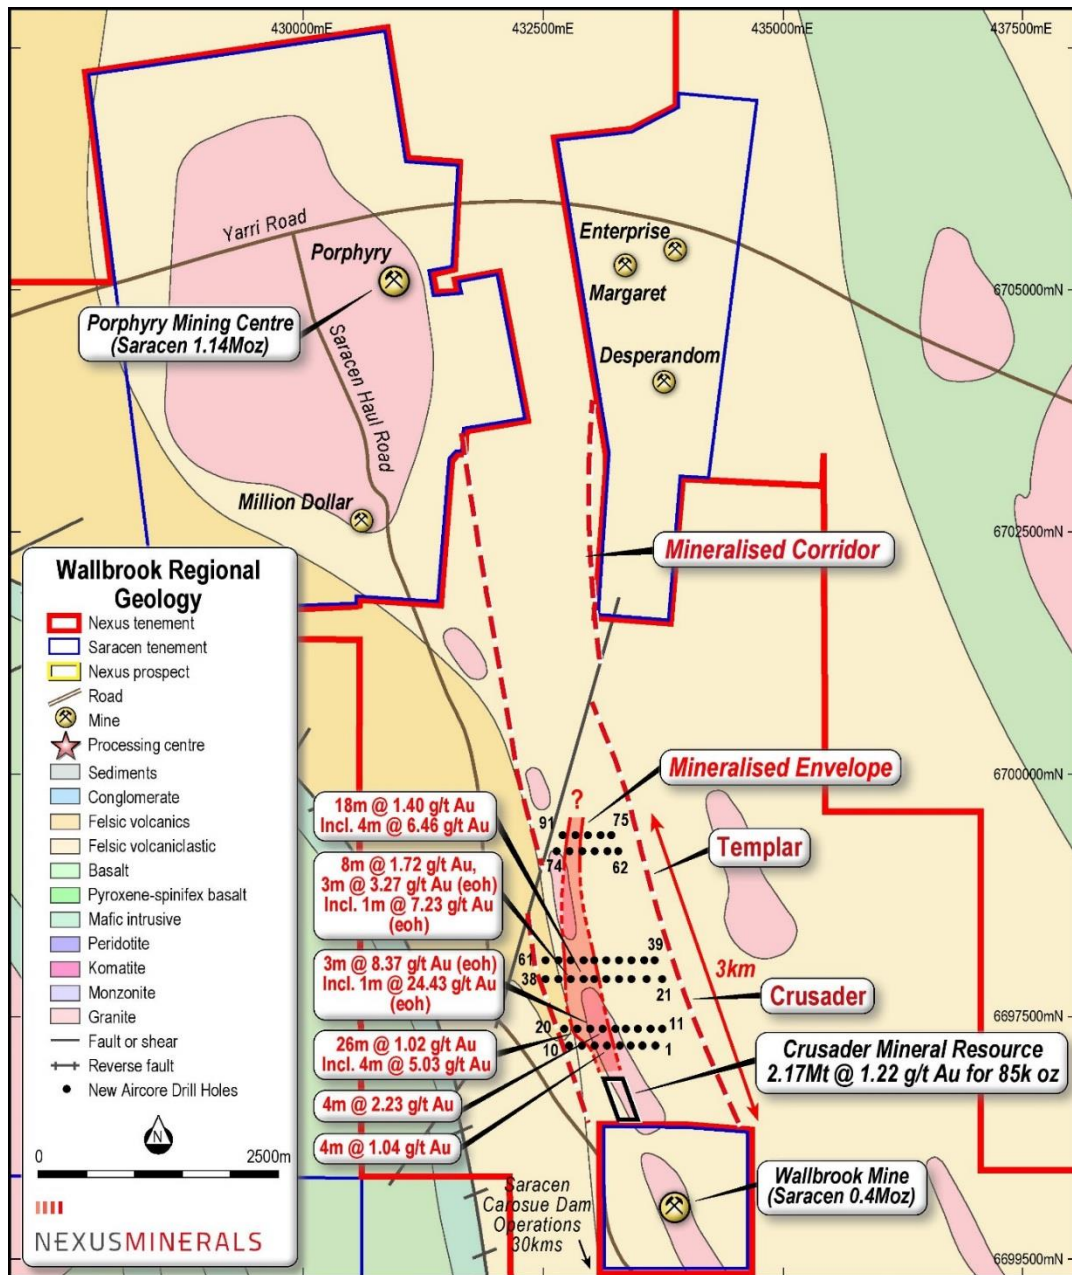 430000mE
432500mE
435000mE
437500mE
Yarri Road
Porphyry
Enterprise
Margaret
6705000mN
Porphyry Mining Centre
(Saracen 1.14Moz)
Saracen Haul Road
Desperandom
Million Dollar
6702500mN
Mineralised Corridor
Wallbrook Regional
Geology
Nexus tenement
Saracen tenement
Nexus prospect
Road
Mine
Processing centre
Sediments
Conglomerate
Felsic volcanics
Felsic volcaniclastic
Basalt
Pyroxene-spinifex basalt
Mafic intrusive
Peridotite
Komatite
Monzonite
Granite
Fault or shear
Reverse fault
New Aircore Drill Holes
N
0
2500m
NEXUSMINERALS
6700000mN
Mineralised Envelope
?
18m @ 1.40 g/t Au
Incl. 4m @ 6.46 g/t Au
91
75
74
62
Templar
8m @ 1.72 g/t Au,
3m @ 3.27 g/t Au (eoh)
Incl. 1m @ 7.23 g/t Au
(eoh)
61
39
38
21
3km
Crusader
3m @ 8.37 g/t Au (eoh)
Incl. 1m @ 24.43 g/t Au
(eoh)
20
11
10
1
6697500mN
26m @ 1.02 g/t Au
Incl. 4m @ 5.03 g/t Au
Crusader Mineral Resource
2.17Mt @ 1.22 g/t Au for 85k oz
4m @ 2.23 g/t Au
4m @ 1.04 g/t Au
Saracen
Carosue Dam
Operations
30kms
Wallbrook Mine
(Saracen 0.4Moz)
6699500mN